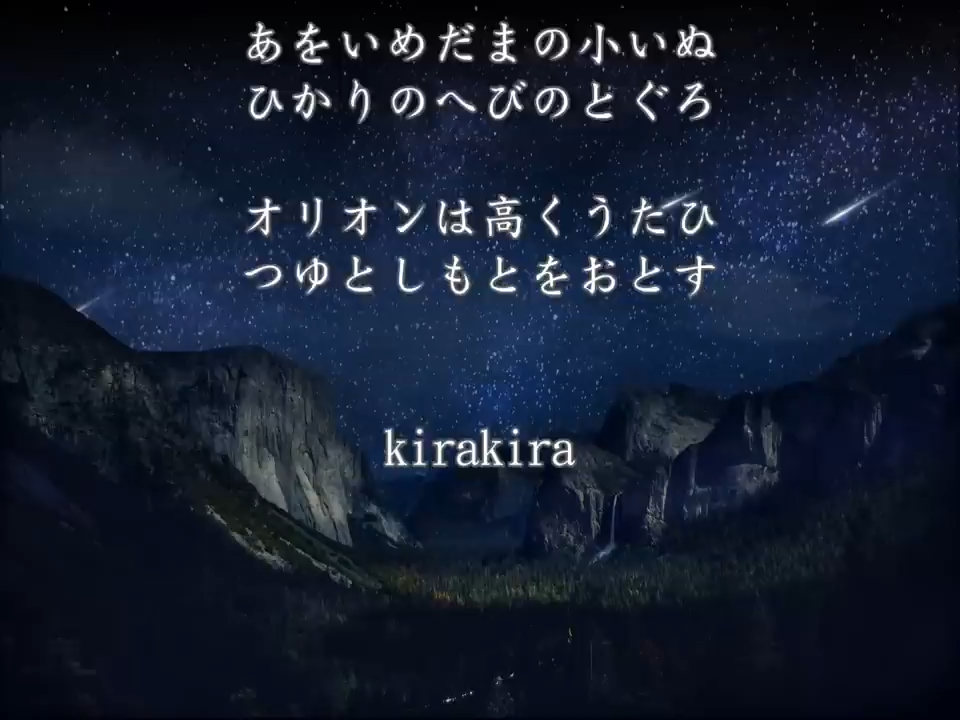 あをいめだまの小いぬ
ひかりのへびのとぐろ
オリオンは高くうたひ
つゆとしもとをおとす
kirakira